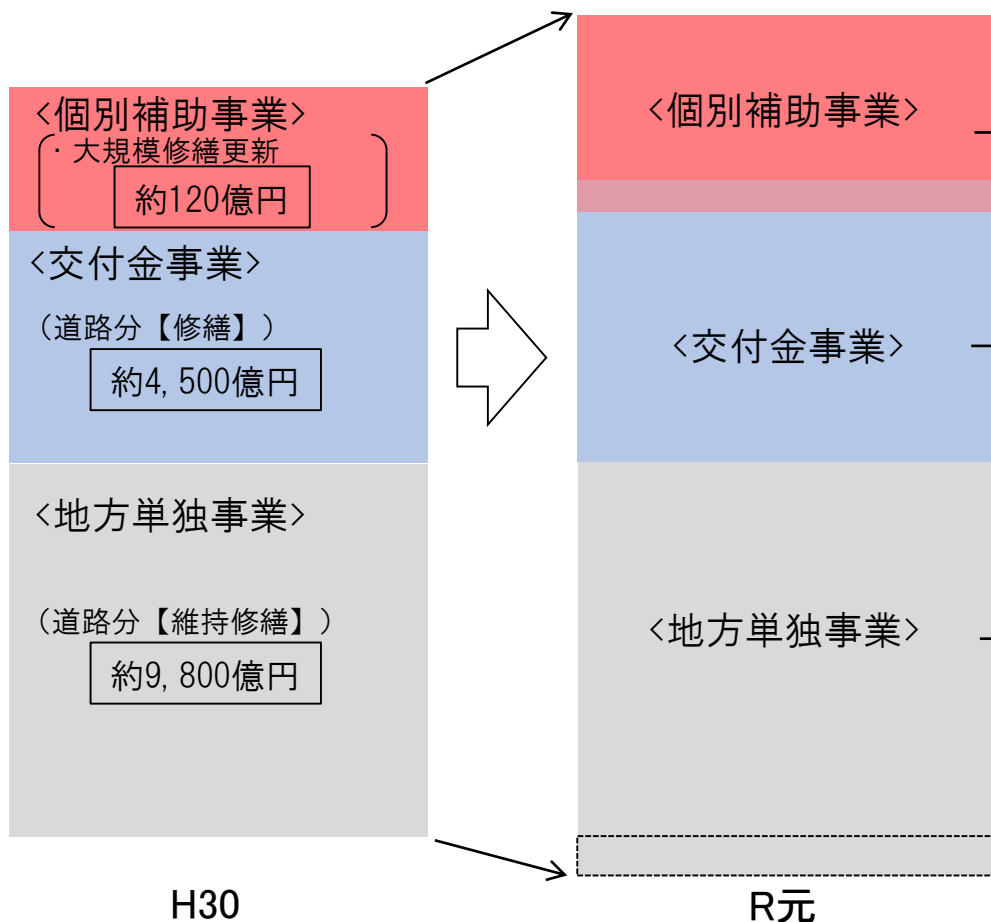 <個別補助事業>
・大規模修繕更新
約120億円
<交付金事業>
（道路分【修繕】）
約4,500億円
<地方単独事業>
（道路分【維持修繕】）
約9,800億円
H30
<個別補助事業>
<交付金事業>
<地方単独事業>
R元